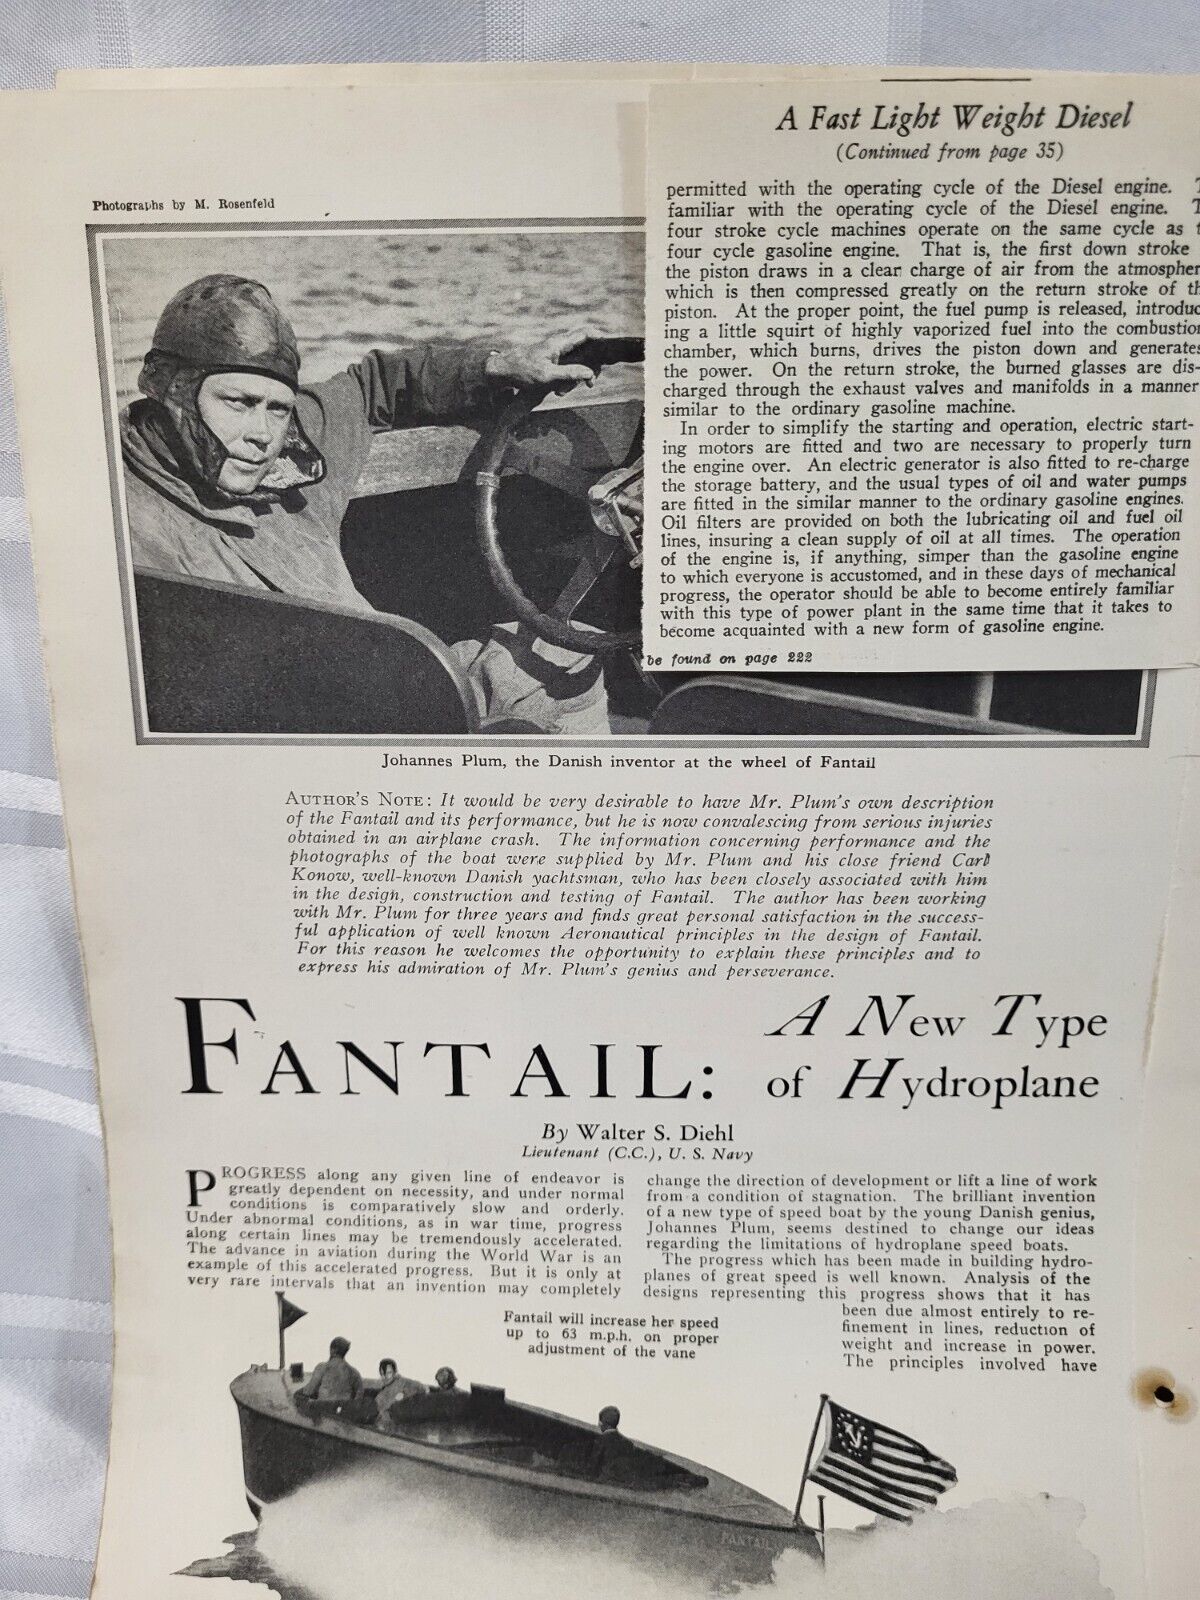 A Fast Light Weight Diesel
(Continued from page 35)
permitted with the operating cycle of the Diesel engine.
familiar with the operating cycle of the Diesel engine.
four stroke cycle machines operate on the same cycle as
four cycle gasoline engine. That is, the first down stroke
the piston draws in a clear charge of air from the
which is then compressed greatly on the return stroke of
piston. At the proper point, the fuel pump is released,
ing a little squirt of highly vaporized fuel into the combustion
chamber, which burns, drives the piston down and generates
the power. On the return stroke, the burned glasses are dis-
charged through the exhaust valves and manifolds in a manner
similar to the ordinary gasoline machine.
In order to simplify the starting and operation, electric start-
ing motors are fitted and two are necessary to properly turn
the engine over. An electric generator is also fitted to re-charge
the storage battery, and the usual types of oil and water pumps
are fitted in the similar manner to the ordinary gasoline engines.
Oil filters are provided on both the lubricating oil and fuel oil
lines, insuring a clean supply of oil at all times. The operation
of the engine is, if anything, simper than the gasoline engine
to which everyone is accustomed, and in these days of mechanical
progress, the operator should be able to become entirely familiar
with this type of power plant in the same time that it takes to
become acquainted with a new form of gasoline engine.
be found on page 222
Photographs by M. Rosenfeld
Johannes Plum, the Danish inventor at the wheel of Fantail
AUTHOR'S NOTE: It would be very desirable to have Mr. Plum's own description
of the Fantail and its performance, but he is now convalescing from serious injuries
obtained in an airplane crash. The information concerning performance and the
photographs of the boat were supplied by Mr. Plum and his close friend Carl
Konow, well-known Danish yachtsman, who has been closely associated with him
in the design, construction and testing of Fantail. The author has been working
with Mr. Plum for three years and finds great personal satisfaction in the success-
ful application of well known Aeronautical principles in the design of Fantail.
For this reason he welcomes the opportunity to explain these principles and to
express his admiration of Mr. Plum's genius and perseverance.
FANTAIL: A New Type
of Hydroplane
By Walter S. Diehl
Lieutenant (C.C.), U. S. Navy
PROGRESS along any given line of endeavor is
greatly dependent on necessity, and under normal
conditions is comparatively slow and orderly.
Under abnormal conditions, as in war time, progress
along certain lines may be tremendously accelerated.
The advance in aviation during the World War is an
example of this accelerated progress. But it is only at
very rare intervals that an invention may completely
change the direction of development or lift a line of work
from a condition of stagnation. The brilliant invention
of a new type of speed boat by the young Danish genius,
Johannes Plum, seems destined to change our ideas
regarding the limitations of hydroplane speed boats.
The progress which has been made in building hydro-
planes of great speed is well known. Analysis of the
designs representing this progress shows that it has
been due almost entirely to re-
finement in lines, reduction of
weight and increase in power.
The principles involved have
Fantail will increase her speed
up to 63 m.p.h. on proper
adjustment of the vane
FANTAIL